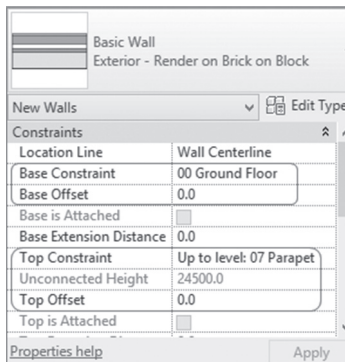 Basic Wall
Exterior - Render on Brick on Block
New Walls Edit Type
Constraints
Location Line Wall Centerline
Base Constraint 00 Ground Floor
Base Offset 0.0
Base is Attached
Base Extension Distance 0.0
Top Constraint Up to level: 07 Parapet
Unconnected Height 24500.0
Top Offset 0.0
Top is Attached
Properties help Apply